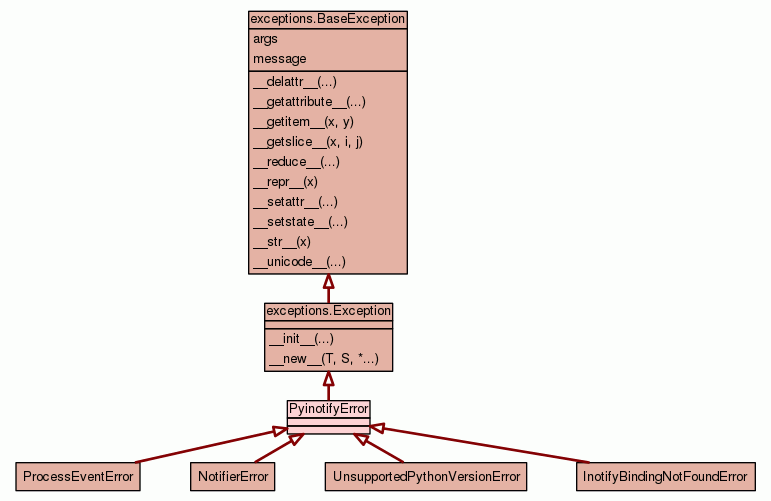 exceptions.BaseException
args
message
__delattr__(...)
__getattribute__(...)
__getitem__(x, y)
__getslice__(x, i, j)
__reduce__(...)
__repr__(x)
__setattr__(...)
__setstate__(...)
__str__(x)
__unicode__(...)
exceptions.Exception
__init__(...)
__new__(T, S, *...)
PyinotifyError
ProcessEventError
NotifierError
UnsupportedPythonVersionError
InotifyBindingNotFoundError